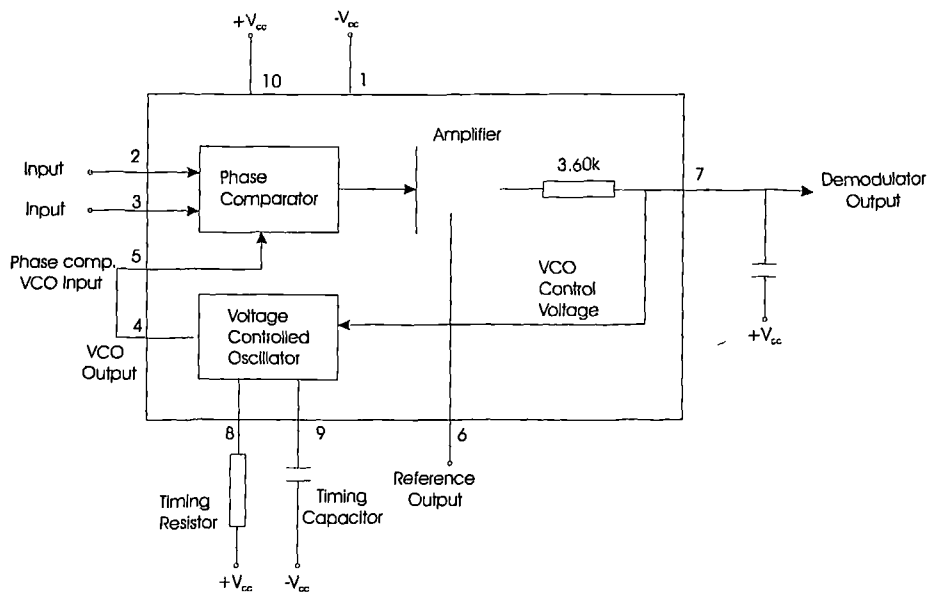 +Vcc
-Vcc
10
1
Amplifier
Input
2
Phase
Comparator
3.60k
7
Demodulator
Output
Input
3
Phase comp.
VCO Input
5
VCO
Control
Voltage
4
VCO
Output
Voltage
Controlled
Oscillator
+Vcc
8
9
6
Reference
Output
Timing
Resistor
Timing
Capacitor
+Vcc
-Vcc